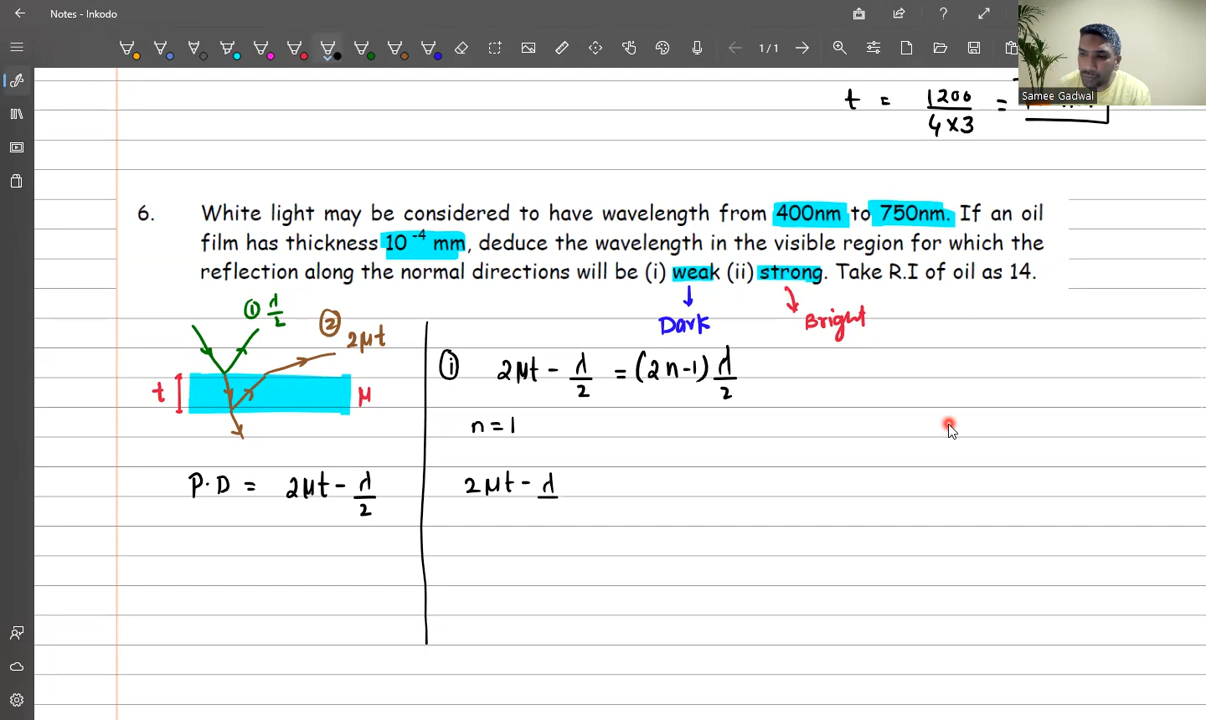 Notes - Inkodo
1/1
Samee Gadwal
t = 1200 / 4 x 3 =
6. White light may be considered to have wavelength from 400nm to 750nm. If an oil
film has thickness 10⁻⁴ mm, deduce the wavelength in the visible region for which the
reflection along the normal directions will be (i) weak (ii) strong. Take R.I of oil as 14.
① λ/2
② 2μt
Dark
Bright
t
μ
P.D = 2μt - λ/2
(i) 2μt - λ/2 = (2n-1) λ/2
n = 1
2μt - λ